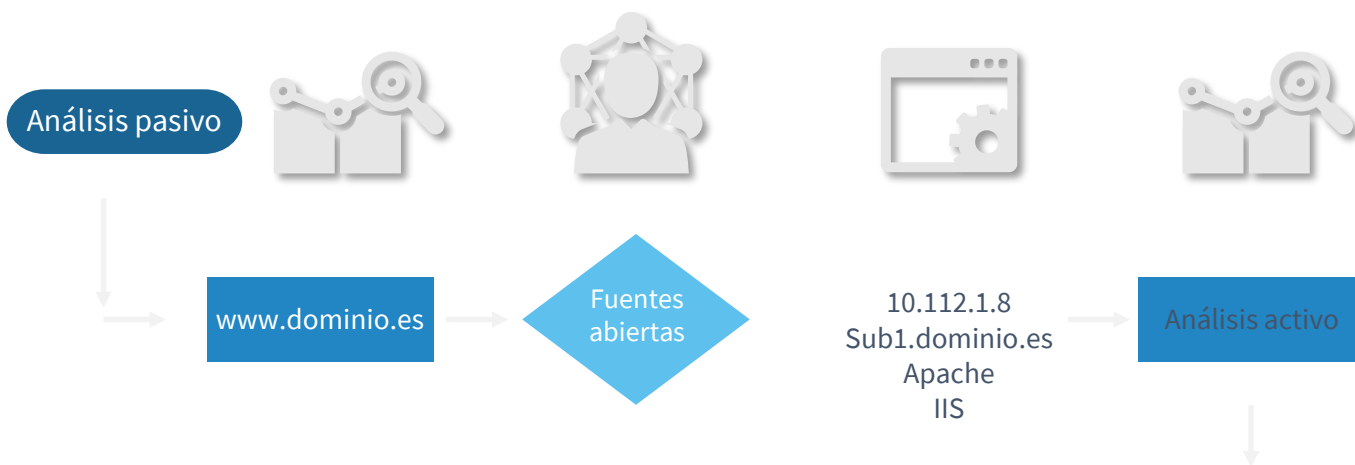 Análisis pasivo
www.dominio.es
Fuentes
abiertas
10.112.1.8
Sub1.dominio.es
Apache
IIS
Análisis activo